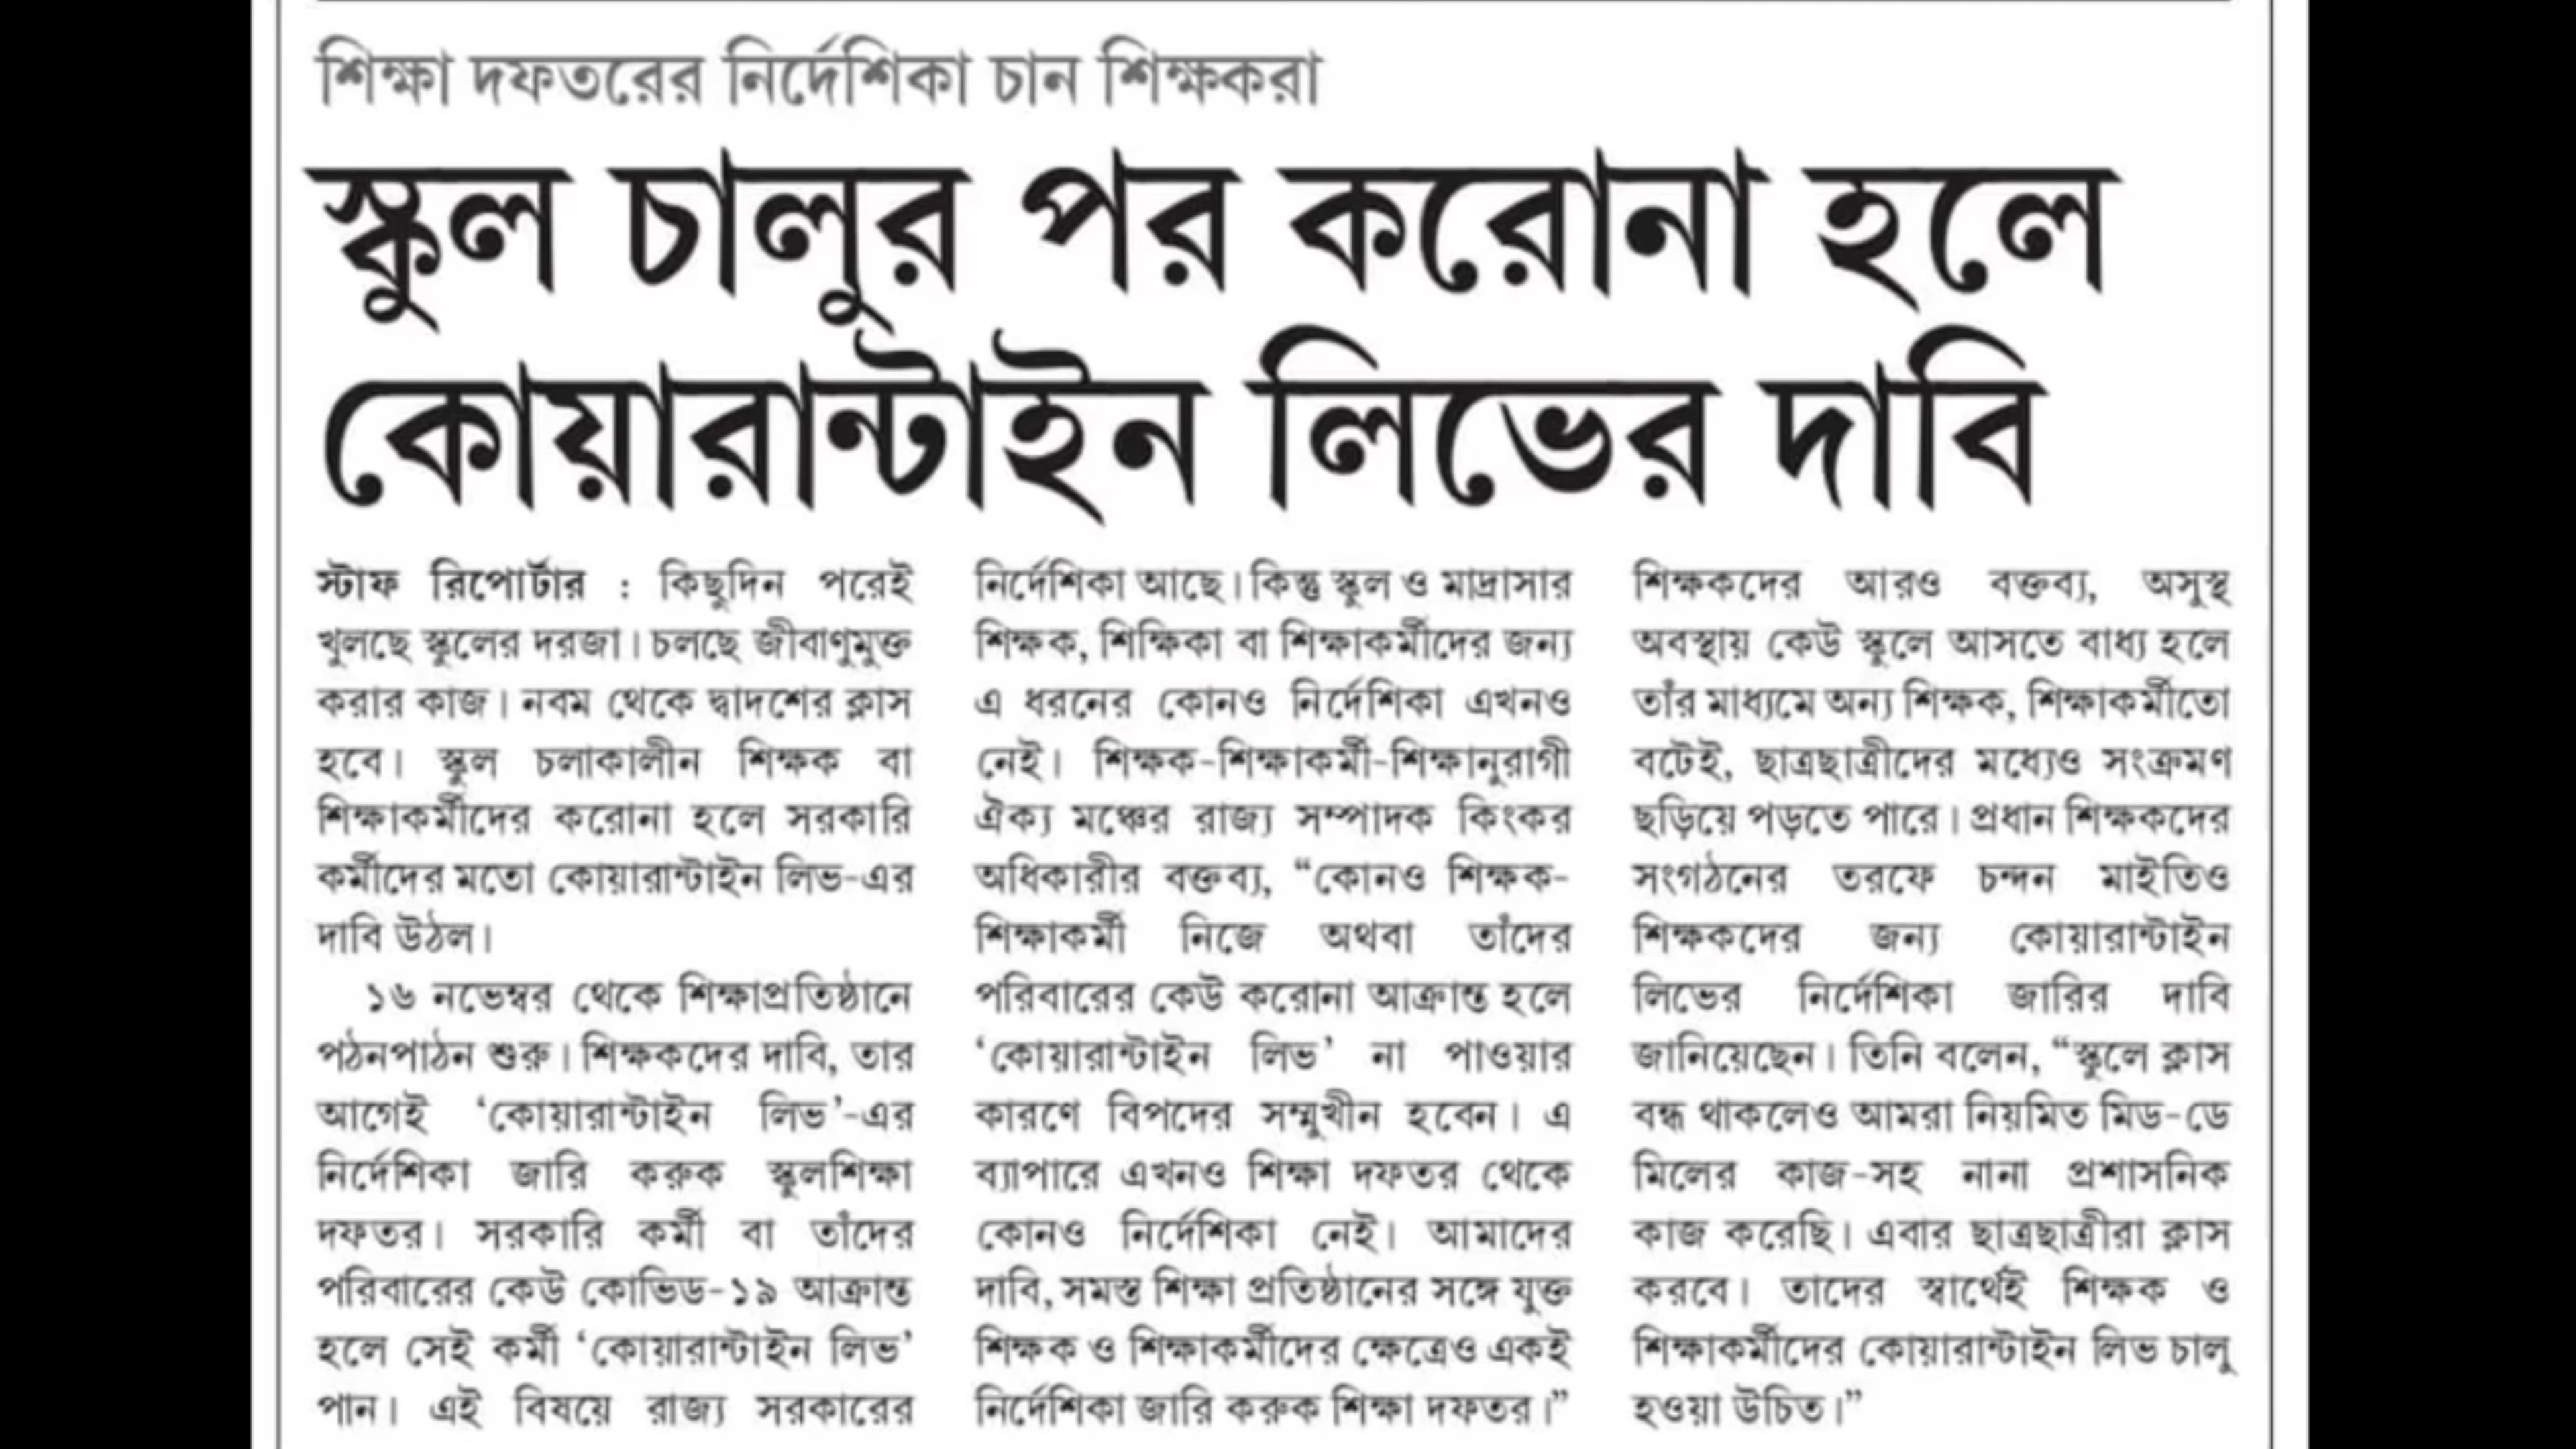 শিক্ষা দফতরের নির্দেশিকা চান শিক্ষকরা
স্কুল চালুর পর করোনা হলে
কোয়ারান্টাইন লিভের দাবি
স্টাফ রিপোর্টার : কিছুদিন পরেই
খুলছে স্কুলের দরজা। চলছে জীবাণুমুক্ত
করার কাজ। নবম থেকে দ্বাদশের ক্লাস
হবে। স্কুল চলাকালীন শিক্ষক বা
শিক্ষাকর্মীদের করোনা হলে সরকারি
কর্মীদের মতো কোয়ারান্টাইন লিভ-এর
দাবি উঠল।
১৬ নভেম্বর থেকে শিক্ষাপ্রতিষ্ঠানে
পঠনপাঠন শুরু। শিক্ষকদের দাবি, তার
আগেই ‘কোয়ারান্টাইন লিভ’-এর
নির্দেশিকা জারি করুক স্কুলশিক্ষা
দফতর। সরকারি কর্মী বা তাঁদের
পরিবারের কেউ কোভিড-১৯ আক্রান্ত
হলে সেই কর্মী ‘কোয়ারান্টাইন লিভ’
পান। এই বিষয়ে রাজ্য সরকারের
নির্দেশিকা আছে। কিন্তু স্কুল ও মাদ্রাসার
শিক্ষক, শিক্ষিকা বা শিক্ষাকর্মীদের জন্য
এ ধরনের কোনও নির্দেশিকা এখনও
নেই। শিক্ষক-শিক্ষাকর্মী-শিক্ষানুরাগী
ঐক্য মঞ্চের রাজ্য সম্পাদক কিংকর
অধিকারীর বক্তব্য, “কোনও শিক্ষক-
শিক্ষাকর্মী নিজে অথবা তাঁদের
পরিবারের কেউ করোনা আক্রান্ত হলে
‘কোয়ারান্টাইন লিভ’ না পাওয়ার
কারণে বিপদের সম্মুখীন হবেন। এ
ব্যাপারে এখনও শিক্ষা দফতর থেকে
কোনও নির্দেশিকা নেই। আমাদের
দাবি, সমস্ত শিক্ষা প্রতিষ্ঠানের সঙ্গে যুক্ত
শিক্ষক ও শিক্ষাকর্মীদের ক্ষেত্রেও একই
নির্দেশিকা জারি করুক শিক্ষা দফতর।”
শিক্ষকদের আরও বক্তব্য, অসুস্থ
অবস্থায় কেউ স্কুলে আসতে বাধ্য হলে
তাঁর মাধ্যমে অন্য শিক্ষক, শিক্ষাকর্মীতো
বটেই, ছাত্রছাত্রীদের মধ্যেও সংক্রমণ
ছড়িয়ে পড়তে পারে। প্রধান শিক্ষকদের
সংগঠনের তরফে চন্দন মাইতিও
শিক্ষকদের জন্য কোয়ারান্টাইন
লিভের নির্দেশিকা জারির দাবি
জানিয়েছেন। তিনি বলেন, “স্কুলে ক্লাস
বন্ধ থাকলেও আমরা নিয়মিত মিড-ডে
মিলের কাজ-সহ নানা প্রশাসনিক
কাজ করেছি। এবার ছাত্রছাত্রীরা ক্লাস
করবে। তাদের স্বার্থেই শিক্ষক ও
শিক্ষাকর্মীদের কোয়ারান্টাইন লিভ চালু
হওয়া উচিত।”